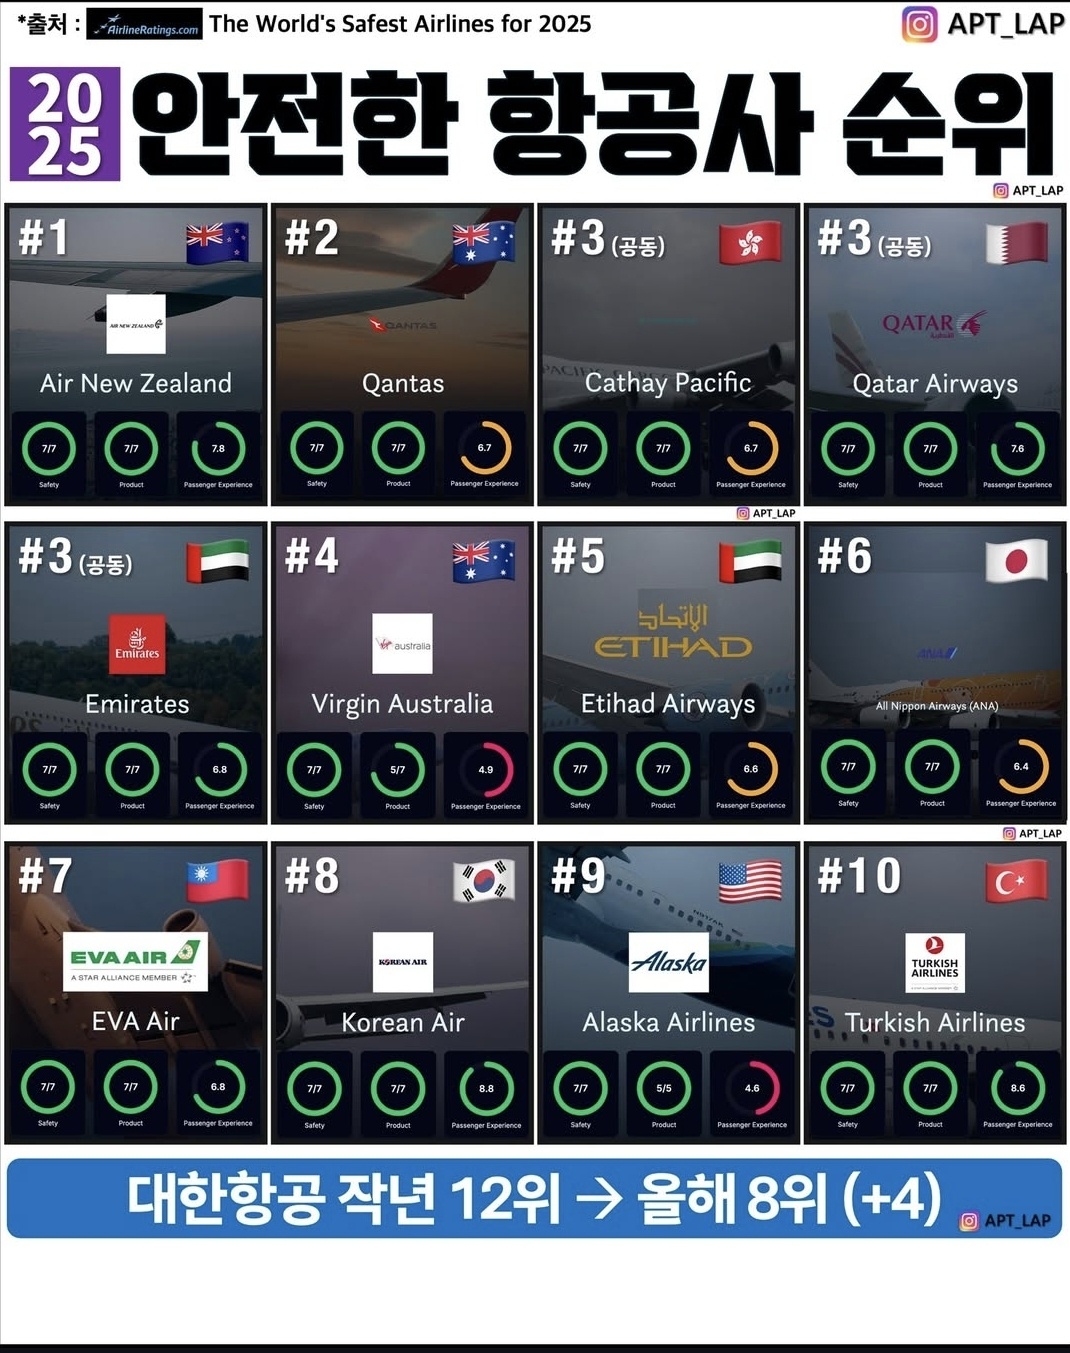 *출처 : AirlineRatings.com The World's Safest Airlines for 2025
APT_LAP
2025 안전한 항공사 순위
APT_LAP
#1
AIR NEW ZEALAND
Air New Zealand
7/7 7/7 7.8
Safety Product Passenger Experience
#2
QANTAS
Qantas
7/7 7/7 6.7
Safety Product Passenger Experience
#3 (공동)
PACIFIC CARGO
Cathay Pacific
7/7 7/7 6.7
Safety Product Passenger Experience
#3 (공동)
QATAR
القطرية
Qatar Airways
7/7 7/7 7.6
Safety Product Passenger Experience
APT_LAP
#3 (공동)
Emirates
Emirates
7/7 7/7 6.8
Safety Product Passenger Experience
#4
virgin australia
Virgin Australia
7/7 5/7 4.9
Safety Product Passenger Experience
#5
الإتحاد
ETIHAD
Etihad Airways
7/7 7/7 6.6
Safety Product Passenger Experience
#6
ANA
All Nippon Airways (ANA)
7/7 7/7 6.4
Safety Product Passenger Experience
APT_LAP
#7
EVA AIR
A STAR ALLIANCE MEMBER
EVA Air
7/7 7/7 6.8
Safety Product Passenger Experience
#8
KOREAN AIR
Korean Air
7/7 7/7 8.8
Safety Product Passenger Experience
#9
Alaska
Alaska Airlines
7/7 5/5 4.6
Safety Product Passenger Experience
#10
TURKISH
AIRLINES
Turkish Airlines
7/7 7/7 8.6
Safety Product Passenger Experience
대한항공 작년 12위 → 올해 8위 (+4)
APT_LAP